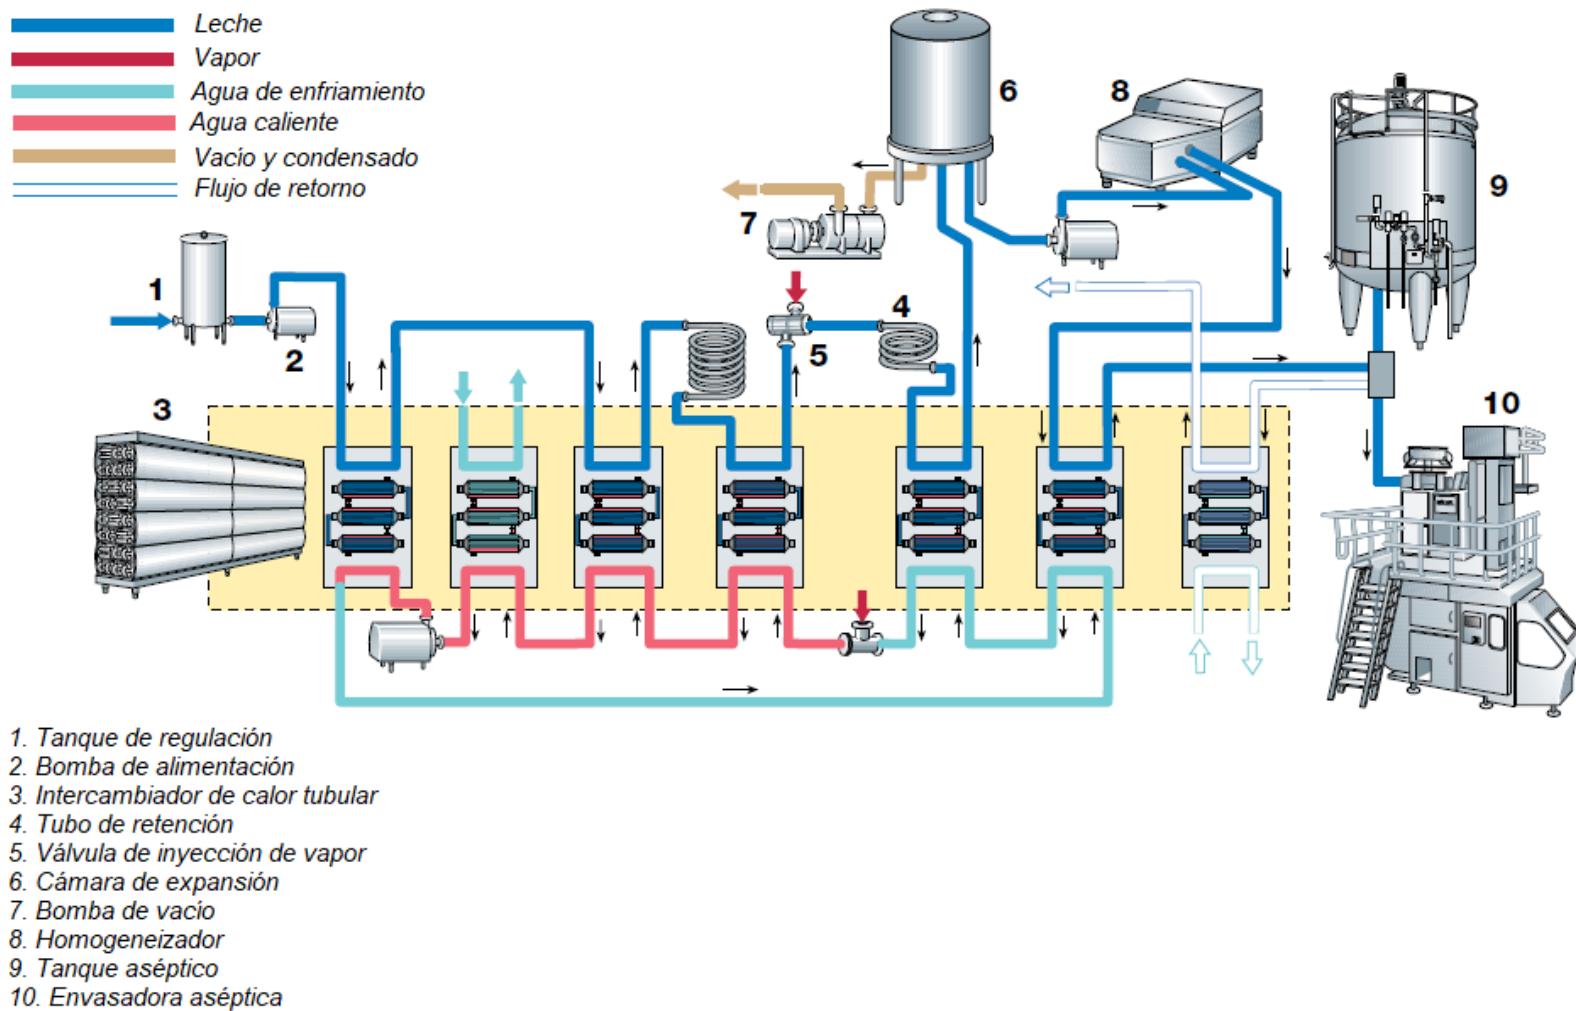 Leche
Vapor
Agua de enfriamiento
Agua caliente
Vacío y condensado
Flujo de retorno
1
2
3
4
5
6
7
8
9
10
1. Tanque de regulación
2. Bomba de alimentación
3. Intercambiador de calor tubular
4. Tubo de retención
5. Válvula de inyección de vapor
6. Cámara de expansión
7. Bomba de vacío
8. Homogeneizador
9. Tanque aséptico
10. Envasadora aséptica